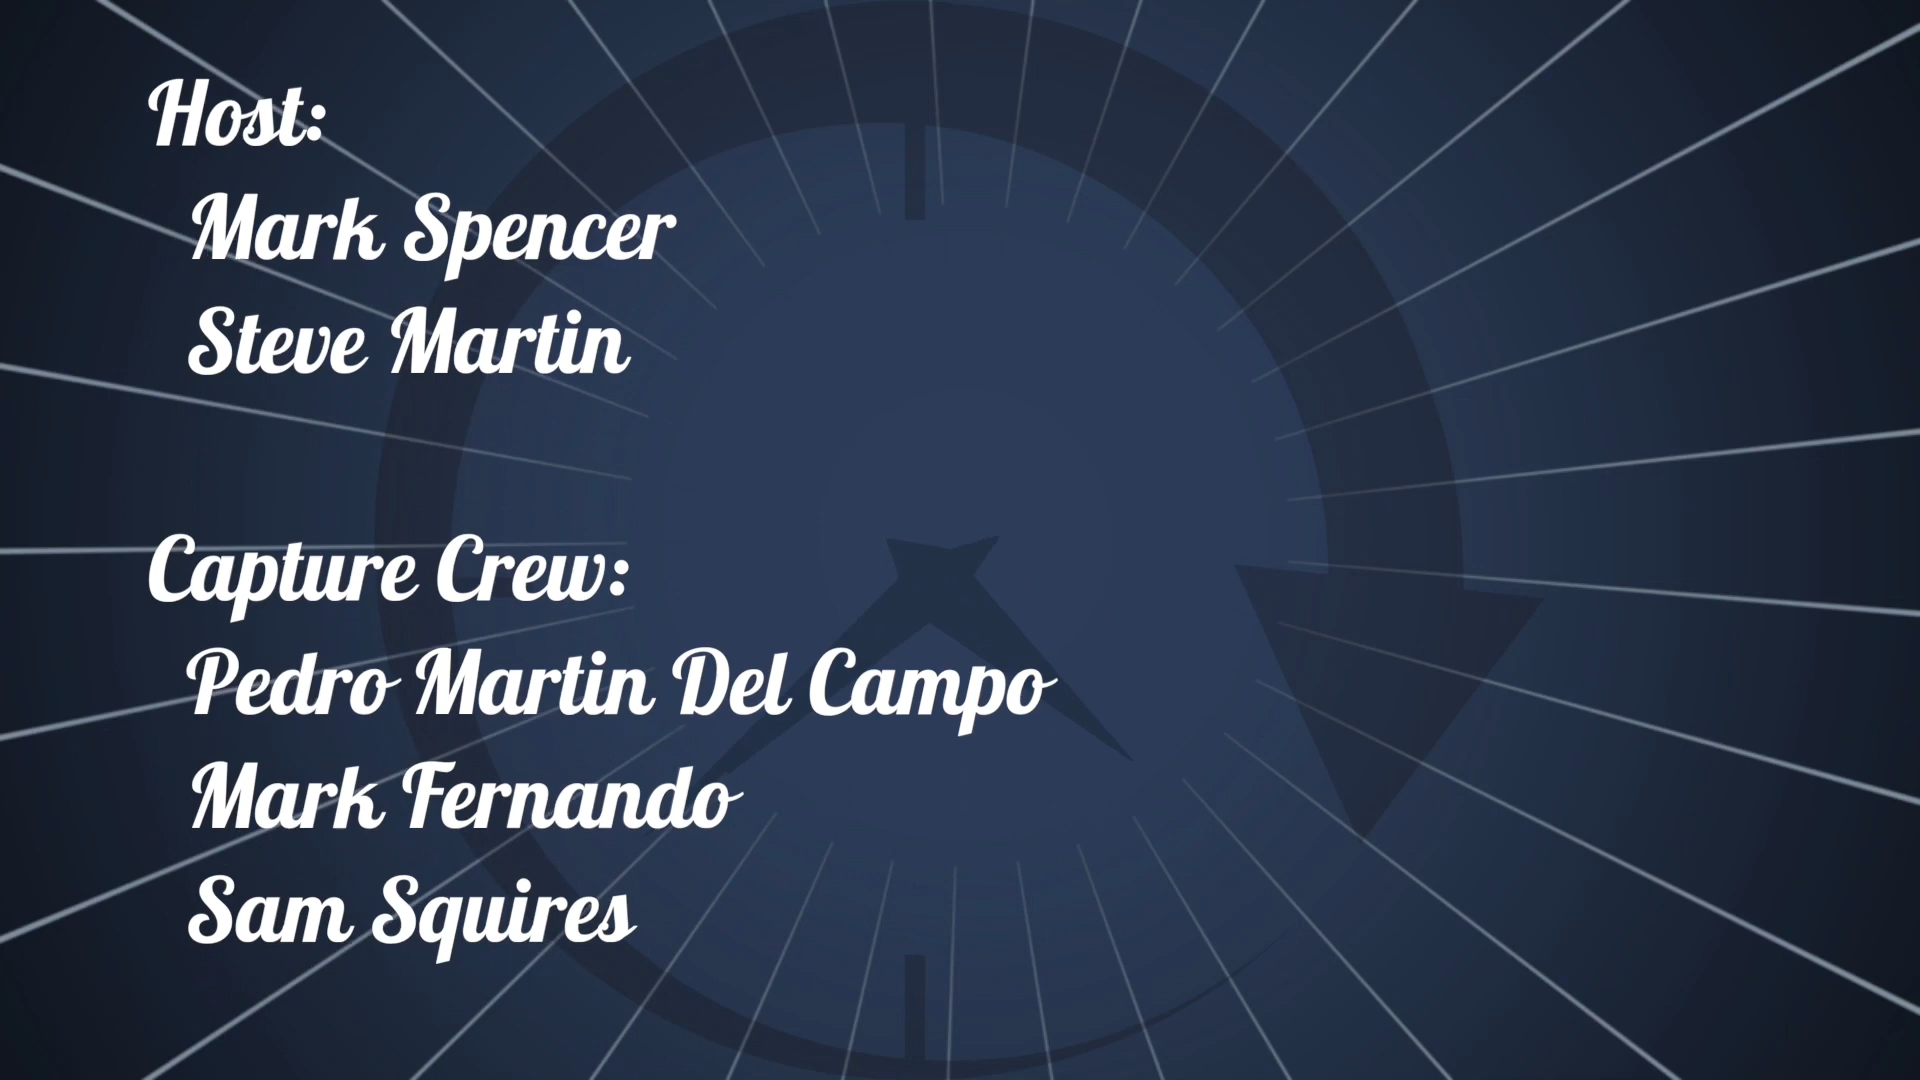 Host:
Mark Spencer
Steve Martin
Capture Crew:
Pedro Martin Del Campo
Mark Fernando
Sam Squires